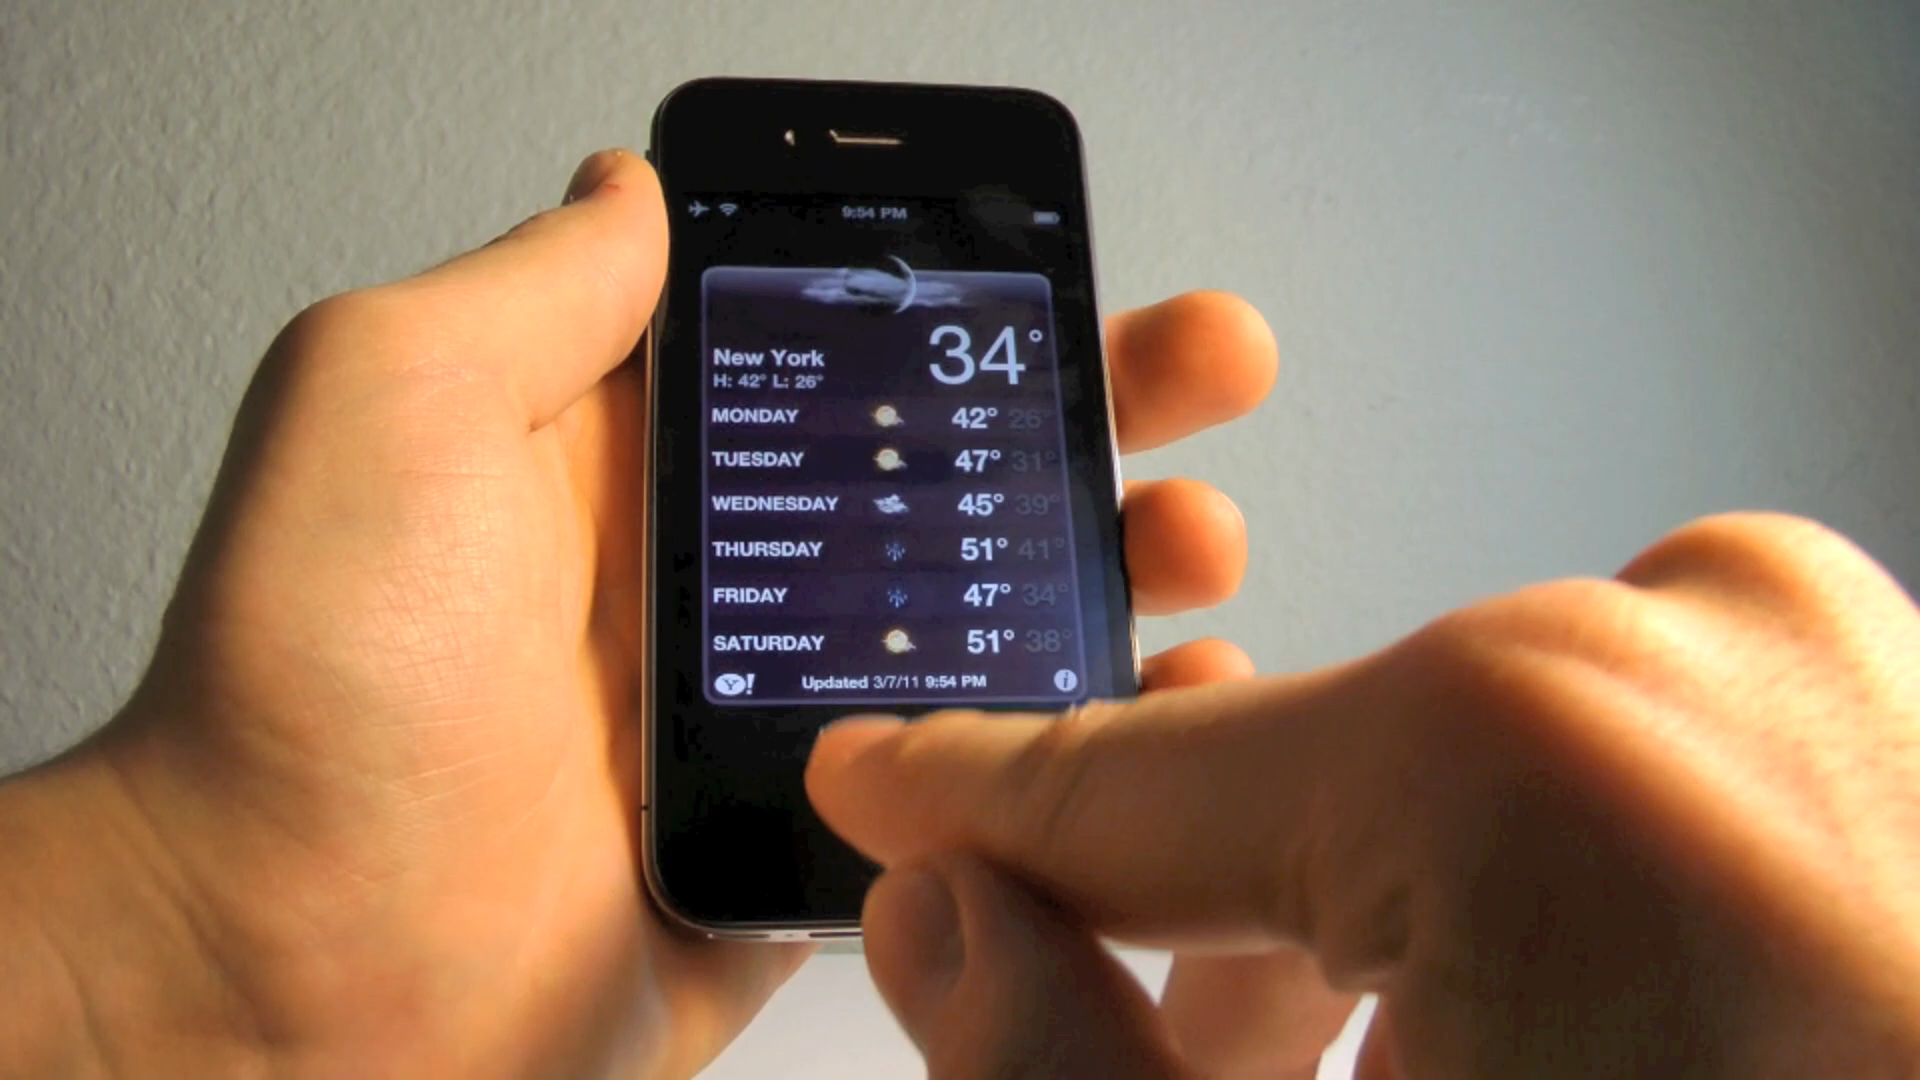 9:54 PM
New York
34°
H: 42° L: 26°
MONDAY 42° 26°
TUESDAY 47° 31°
WEDNESDAY 45° 39°
THURSDAY 51° 41°
FRIDAY 47° 34°
SATURDAY 51° 38°
Y! Updated 3/7/11 9:54 PM i